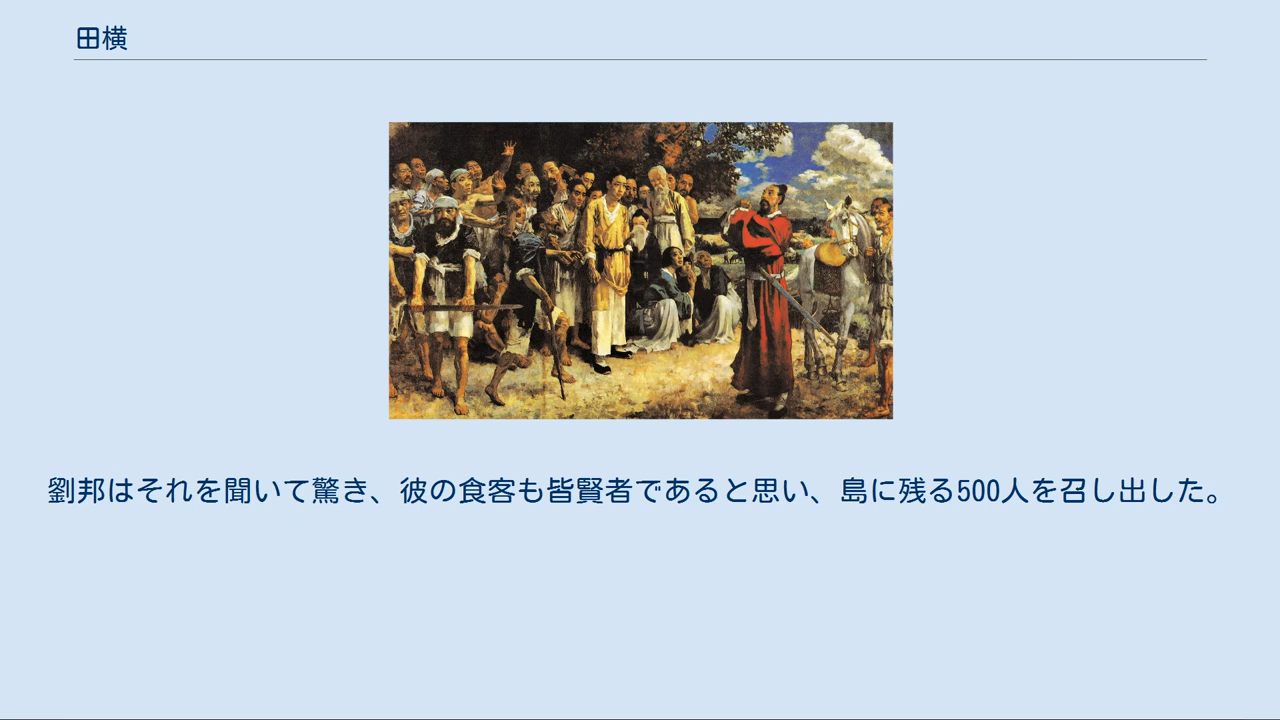 田横
劉邦はそれを聞いて驚き、彼の食客も皆賢者であると思い、島に残る500人を召し出した。